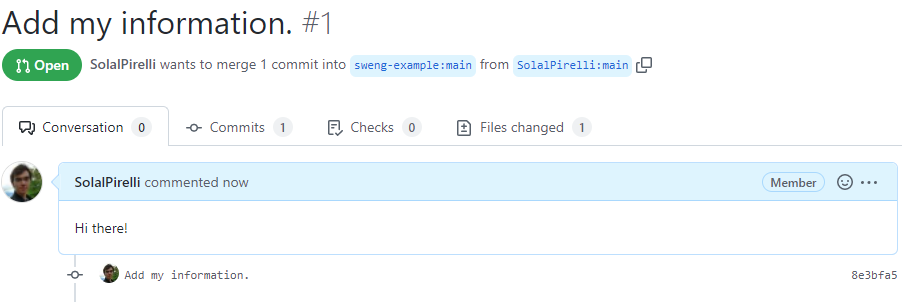 Add my information. #1
Open SolalPirelli wants to merge 1 commit into sweng-example:main from SolalPirelli:main
Conversation 0 Commits 1 Checks 0 Files changed 1
SolalPirelli commented now Member
Hi there!
Add my information. 8e3bfa5